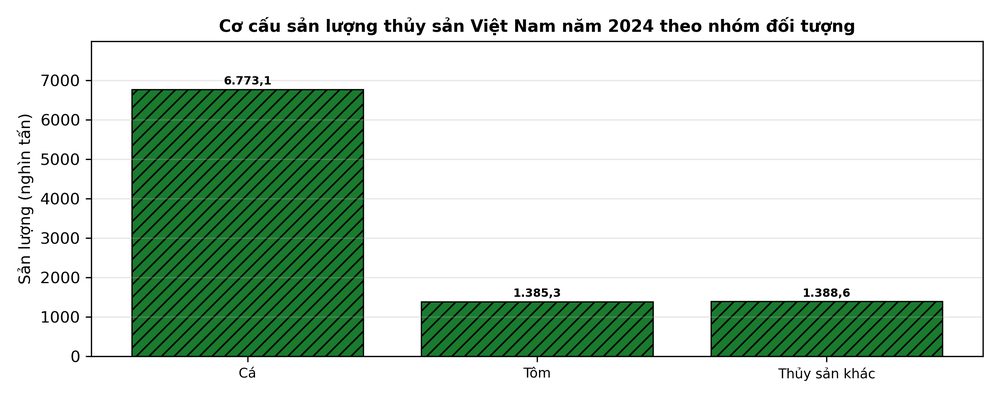 Cơ cấu sản lượng thủy sản Việt Nam năm 2024 theo nhóm đối tượng
Sản lượng (nghìn tấn)
7000
6000
5000
4000
3000
2000
1000
0
6.773,1
1.385,3
1.388,6
Cá
Tôm
Thủy sản khác